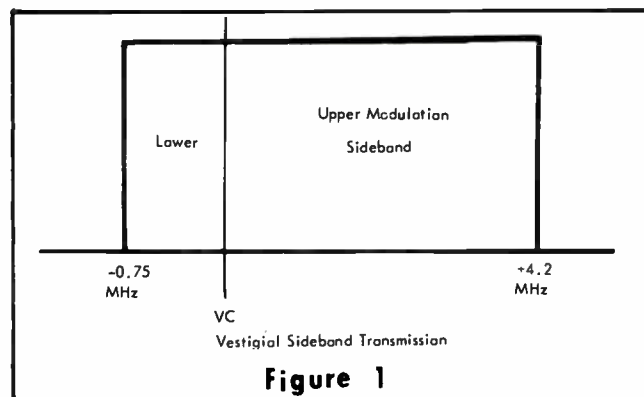 Upper Modulation
Lower
Sideband
-0.75
MHz
+4.2
MHz
VC
Vestigial Sideband Transmission
Figure 1